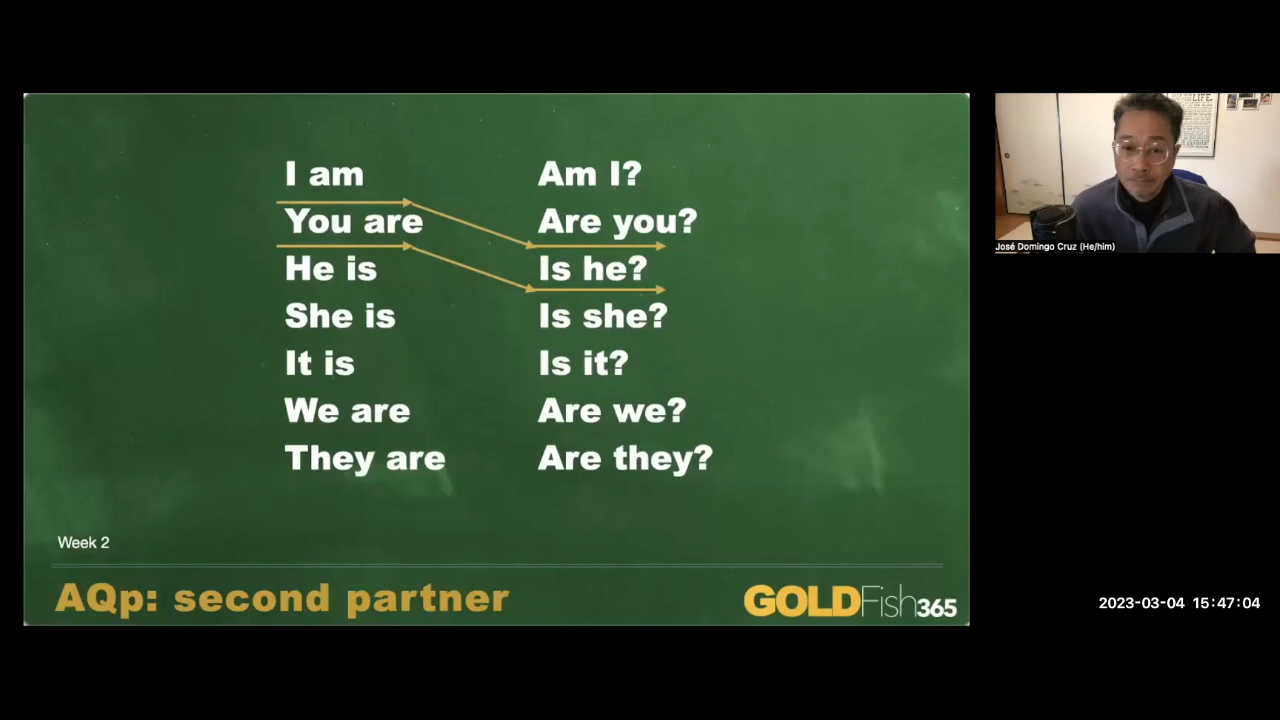 I am Am I?
You are Are you?
He is Is he?
She is Is she?
It is Is it?
We are Are we?
They are Are they?
Week 2
AQp: second partner
GOLDFish365
LIFE.
José Domingo Cruz (He/him)
2023-03-04 15:47:04